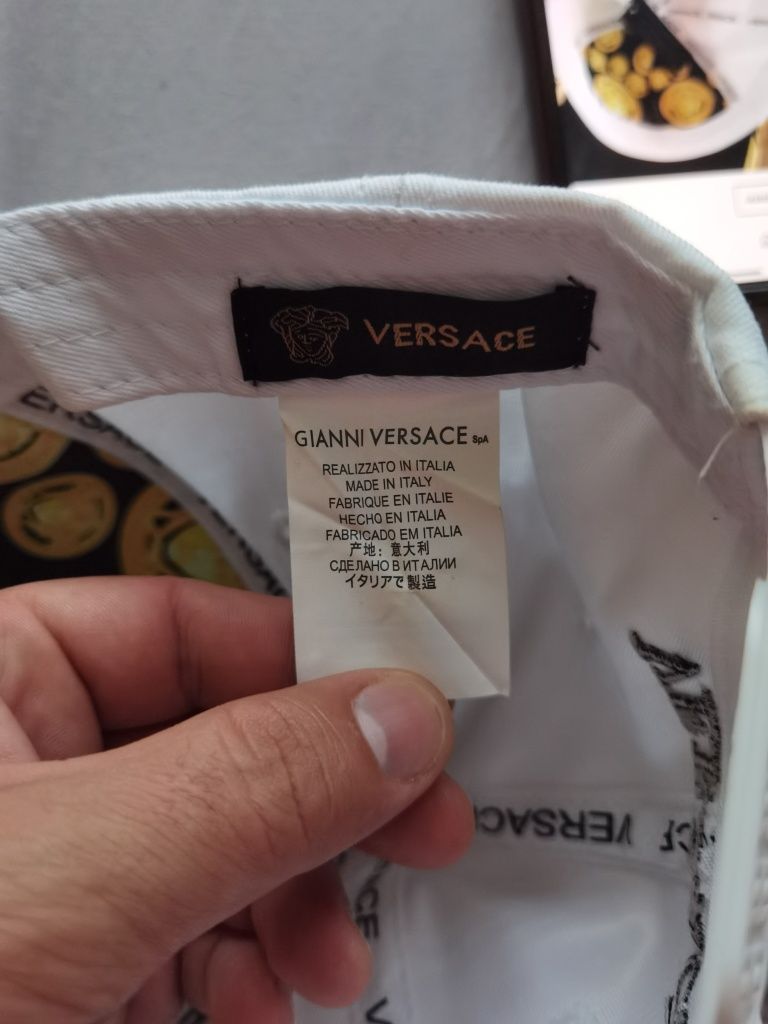 VERSACE
GIANNI VERSACE SpA
REALIZZATO IN ITALIA
MADE IN ITALY
FABRIQUE EN ITALIE
HECHO EN ITALIA
FABRICADO EM ITALIA
产地：意大利
СДЕЛАНО В ИТАЛИИ
イタリアで製造
VERSACE